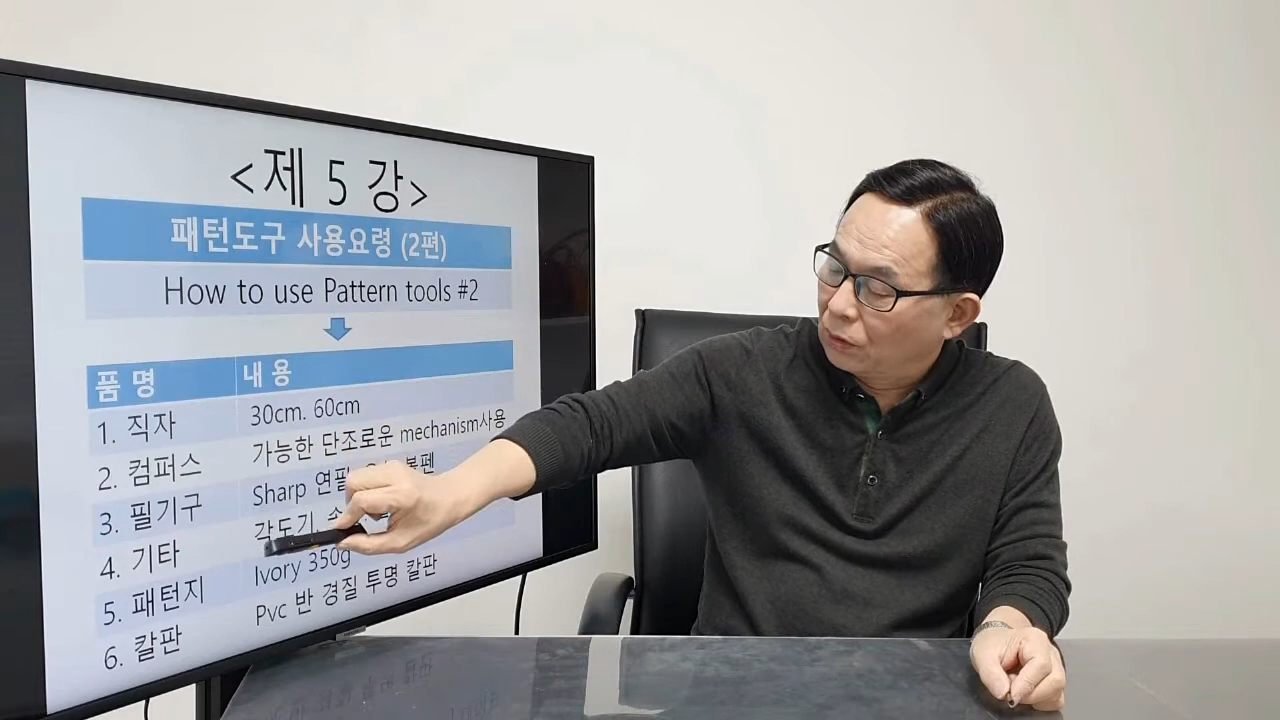 <제 5 강>
패턴도구 사용요령 (2편)
How to use Pattern tools #2
품 명 내 용
1. 직자 30cm. 60cm
2. 컴퍼스 가능한 단조로운 mechanism사용
3. 필기구 Sharp 연필 볼펜
4. 기타 각도기.
5. 패턴지 Ivory 350g
6. 칼판 Pvc 반 경질 투명 칼판